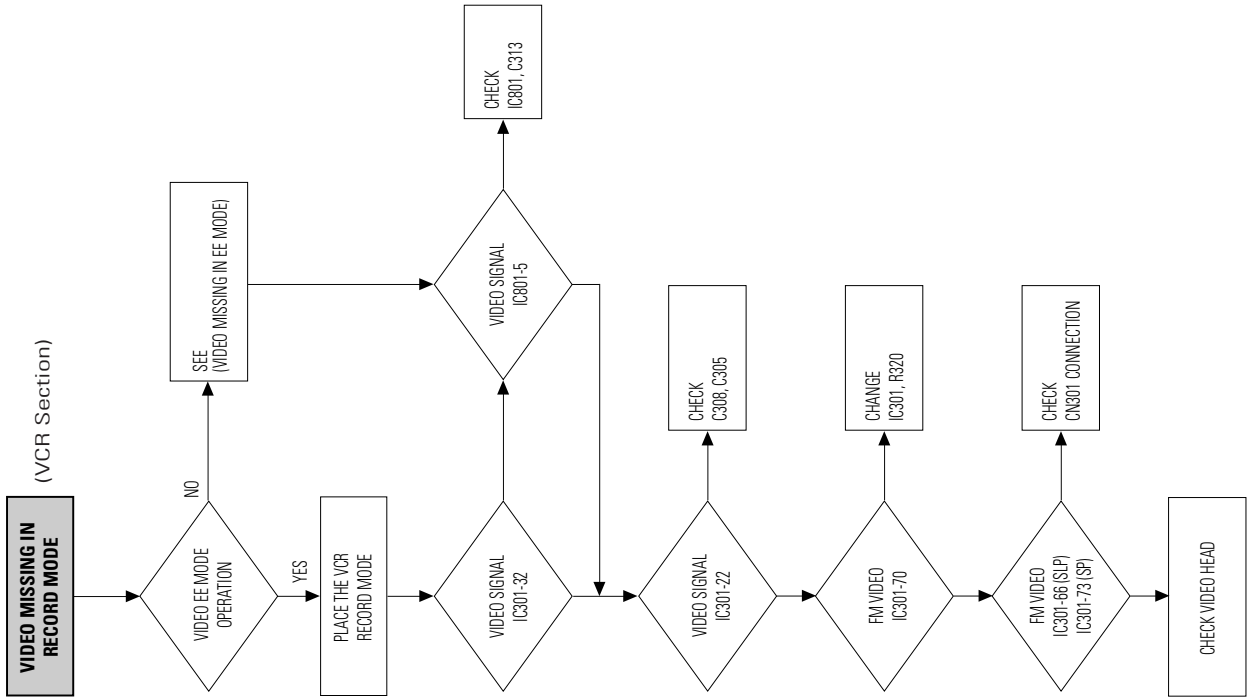 VIDEO MISSING IN
RECORD MODE
(VCR Section)
VIDEO EE MODE
OPERATION
NO
SEE
(VIDEO MISSING IN EE MODE)
YES
PLACE THE VCR
RECORD MODE
VIDEO SIGNAL
IC301-32
VIDEO SIGNAL
IC801-5
CHECK
IC801, C313
VIDEO SIGNAL
IC301-22
CHECK
C308, C305
FM VIDEO
IC301-70
CHANGE
IC301, R320
FM VIDEO
IC301-66 (SLP)
IC301-73 (SP)
CHECK
CN301 CONNECTION
CHECK VIDEO HEAD